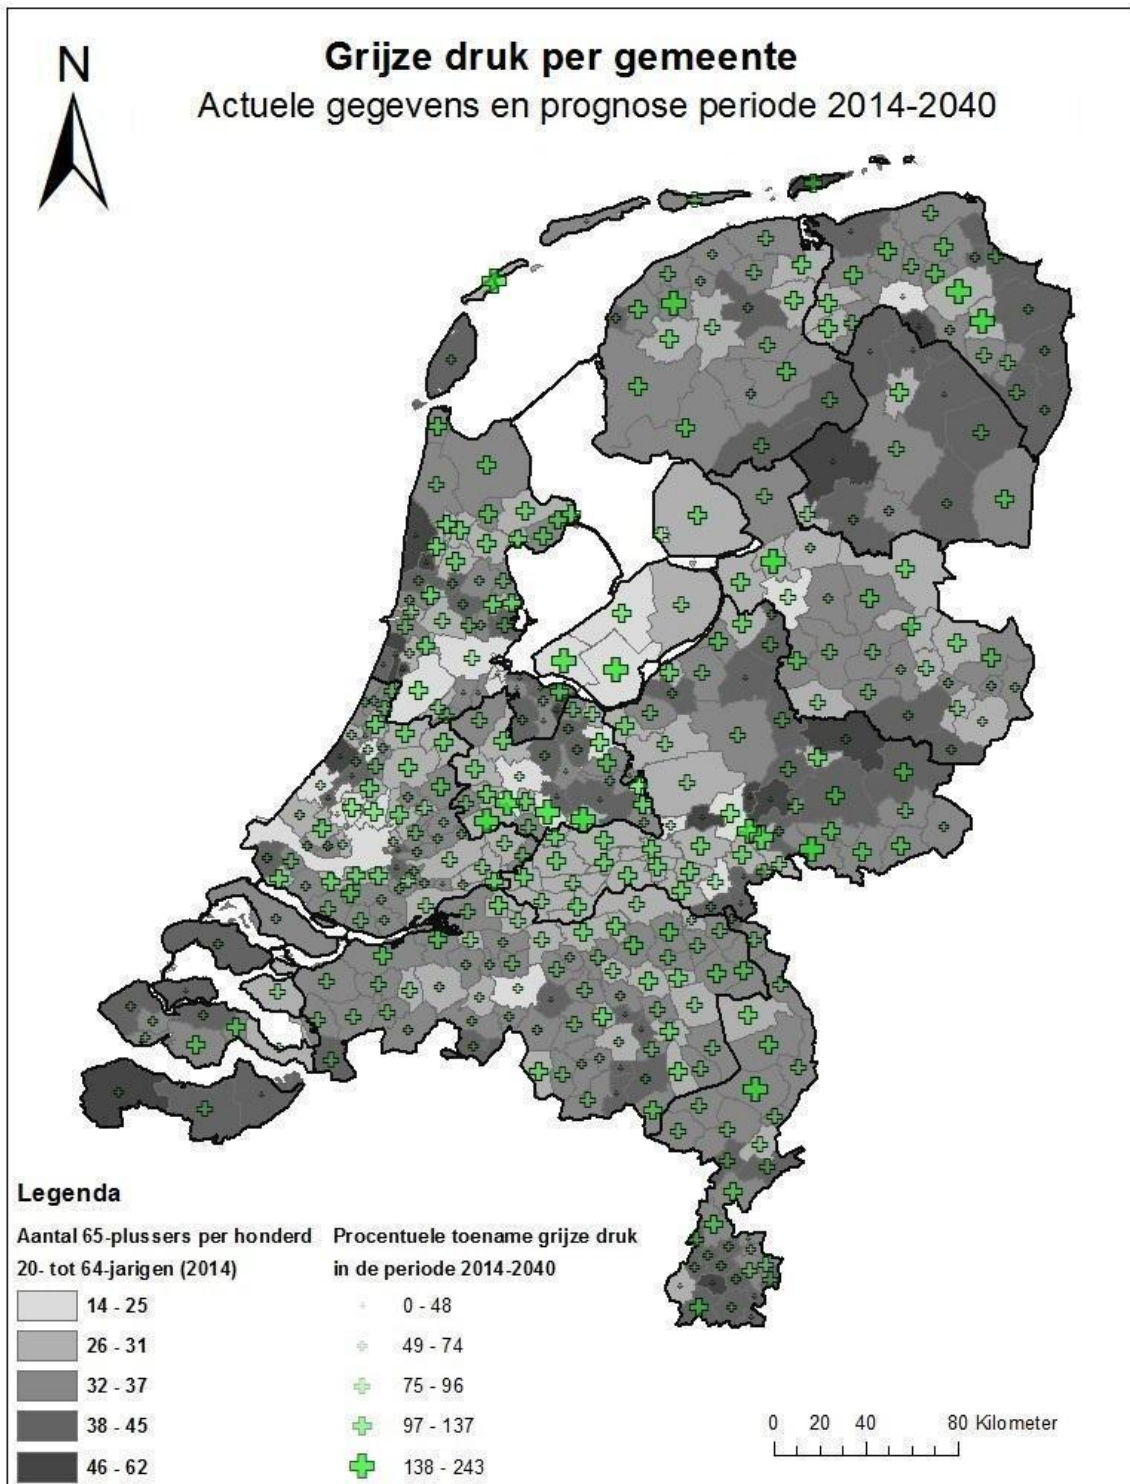 N
Grijze druk per gemeente
Actuele gegevens en prognose periode 2014-2040
Legenda
Aantal 65-plussers per honderd
20- tot 64-jarigen (2014)
14 - 25
26 - 31
32 - 37
38 - 45
46 - 62
Procentuele toename grijze druk
in de periode 2014-2040
0 - 48
49 - 74
75 - 96
97 - 137
138 - 243
0 20 40 80 Kilometer